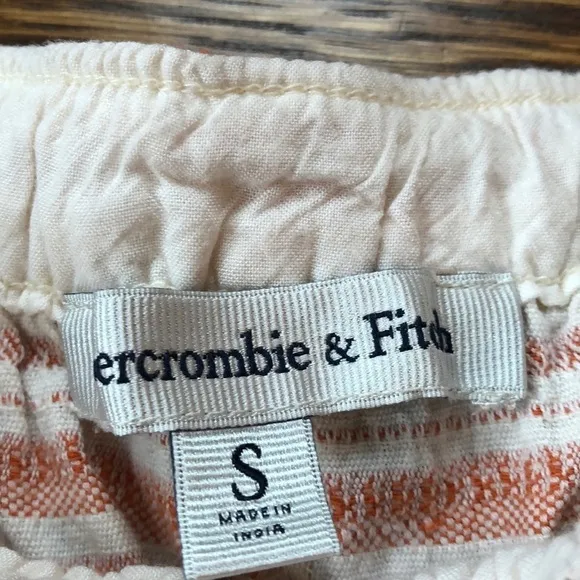 ercrombie & Fitch
S
MADE IN
INDIA